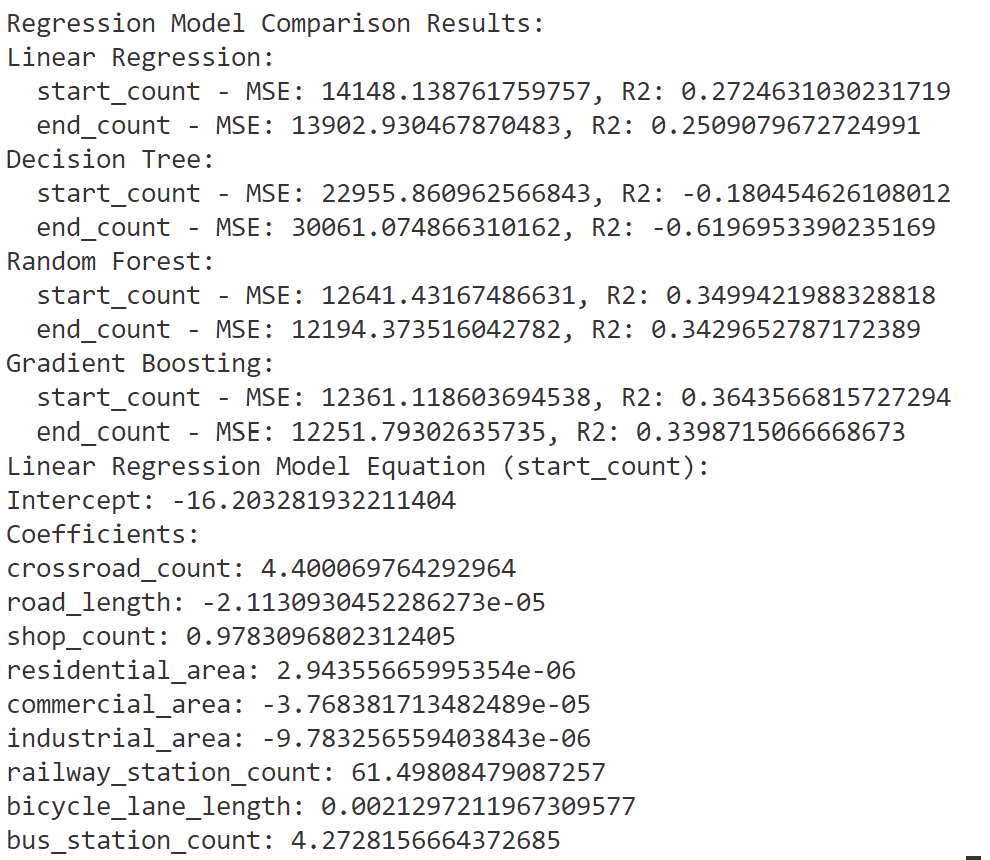 Regression Model Comparison Results:
Linear Regression:
  start_count - MSE: 14148.138761759757, R2: 0.2724631030231719
  end_count - MSE: 13902.930467870483, R2: 0.2509079672724991
Decision Tree:
  start_count - MSE: 22955.860962566843, R2: -0.180454626108012
  end_count - MSE: 30061.074866310162, R2: -0.6196953390235169
Random Forest:
  start_count - MSE: 12641.43167486631, R2: 0.3499421988328818
  end_count - MSE: 12194.373516042782, R2: 0.3429652787172389
Gradient Boosting:
  start_count - MSE: 12361.118603694538, R2: 0.3643566815727294
  end_count - MSE: 12251.79302635735, R2: 0.3398715066668673
Linear Regression Model Equation (start_count):
Intercept: -16.203281932211404
Coefficients:
crossroad_count: 4.400069764292964
road_length: -2.1130930452286273e-05
shop_count: 0.9783096802312405
residential_area: 2.94355665995354e-06
commercial_area: -3.768381713482489e-05
industrial_area: -9.783256559403843e-06
railway_station_count: 61.49808479087257
bicycle_lane_length: 0.0021297211967309577
bus_station_count: 4.2728156664372685